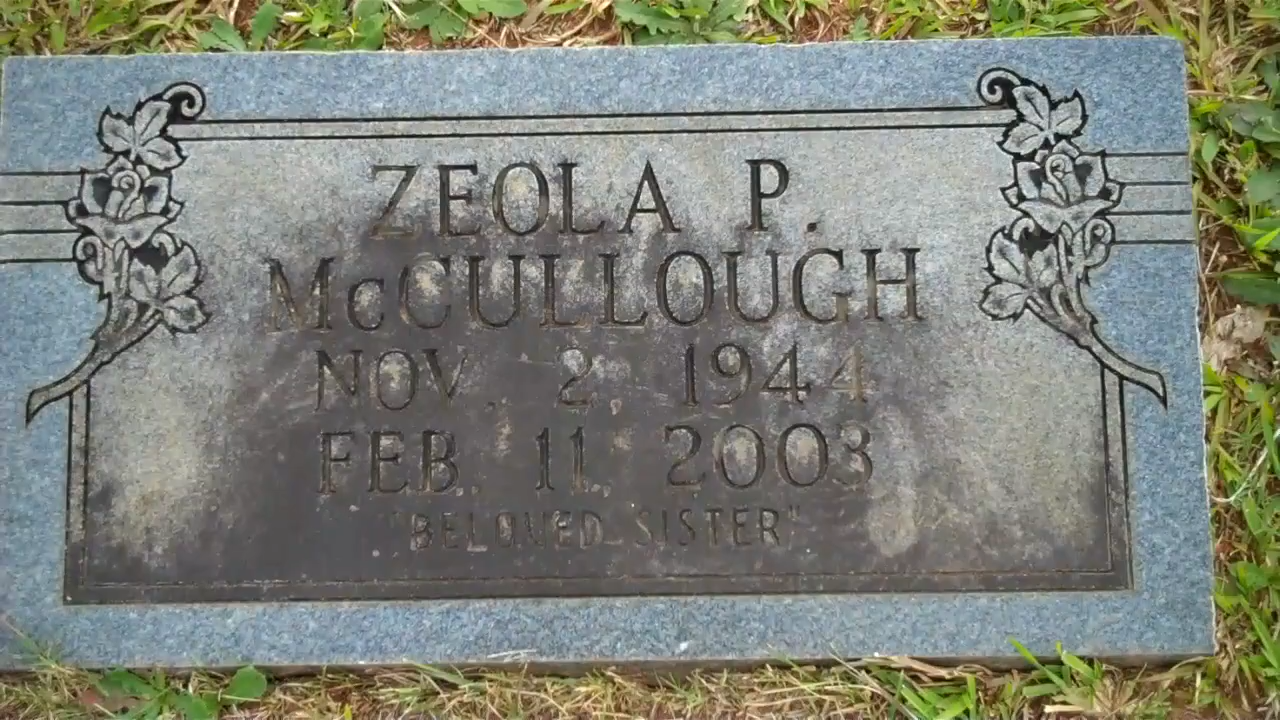 ZEOLA P.
McCULLOUGH
NOV. 2, 1944
FEB. 11, 2003
"BELOVED SISTER"